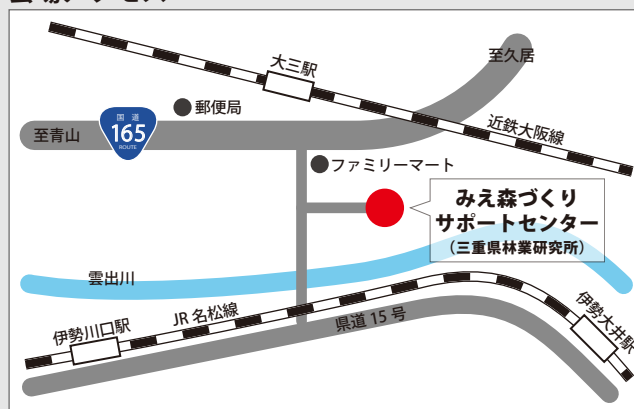 大三駅
至久居
郵便局
国道
165
ROUTE
至青山
近鉄大阪線
ファミリーマート
みえ森づくり
サポートセンター
(三重県林業研究所)
雲出川
伊勢川口駅
JR 名松線
県道 15 号
伊勢大井駅